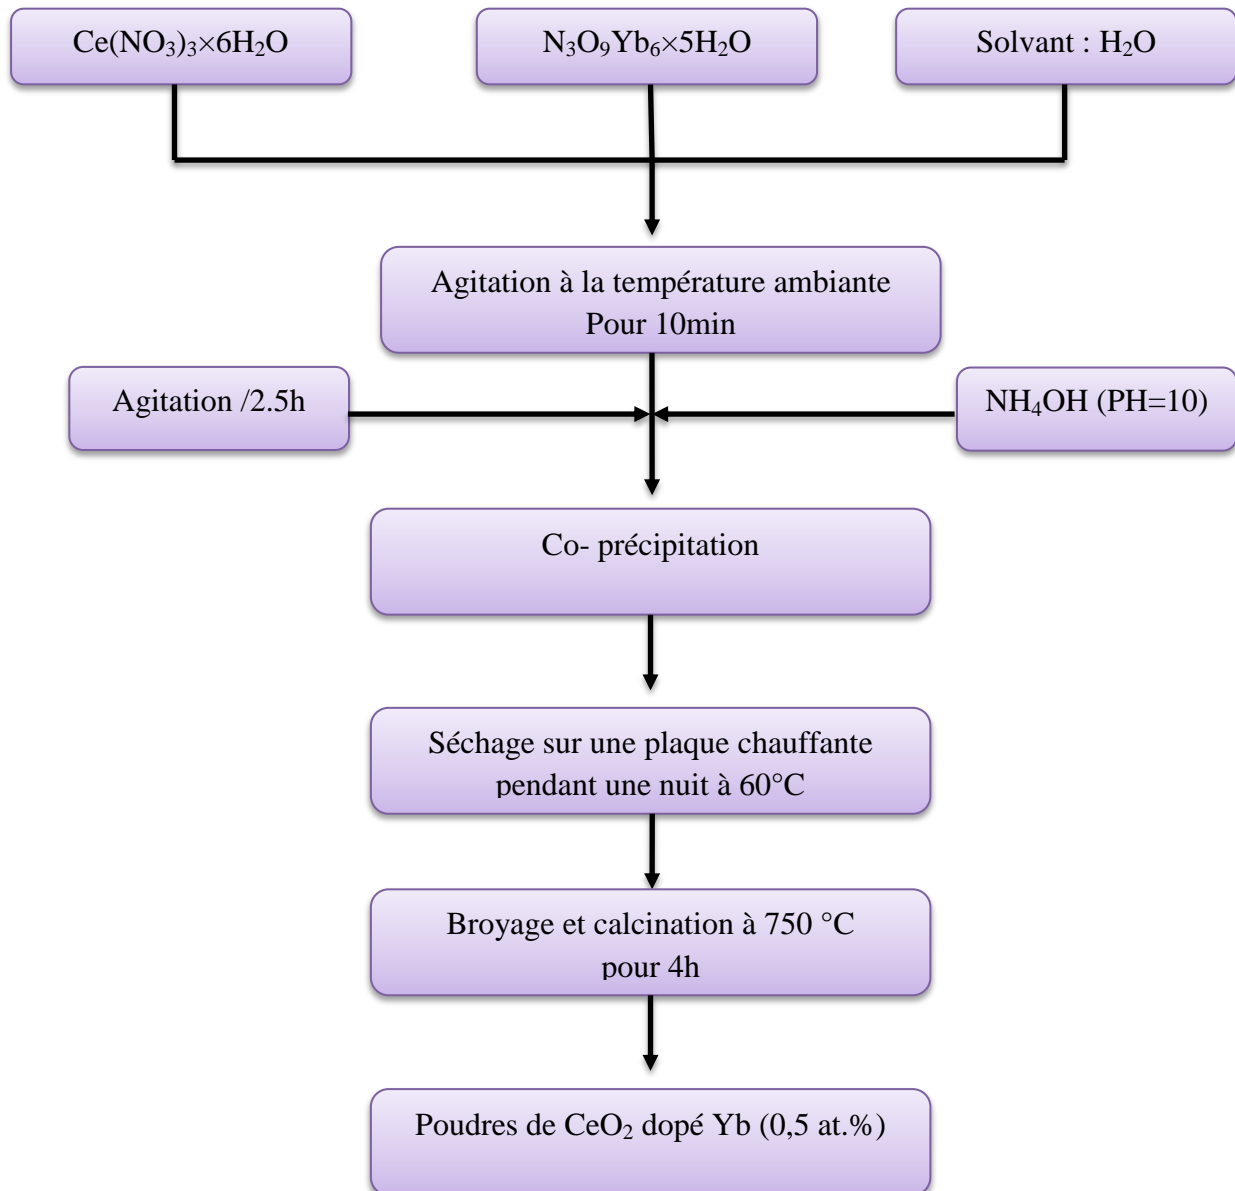 Ce(NO₃)₃×6H₂O
N₃O₉Yb₆×5H₂O
Solvant : H₂O
Agitation à la température ambiante
Pour 10min
Agitation /2.5h
NH₄OH (PH=10)
Co- précipitation
Séchage sur une plaque chauffante
pendant une nuit à 60°C
Broyage et calcination à 750 °C
pour 4h
Poudres de CeO₂ dopé Yb (0,5 at.%)